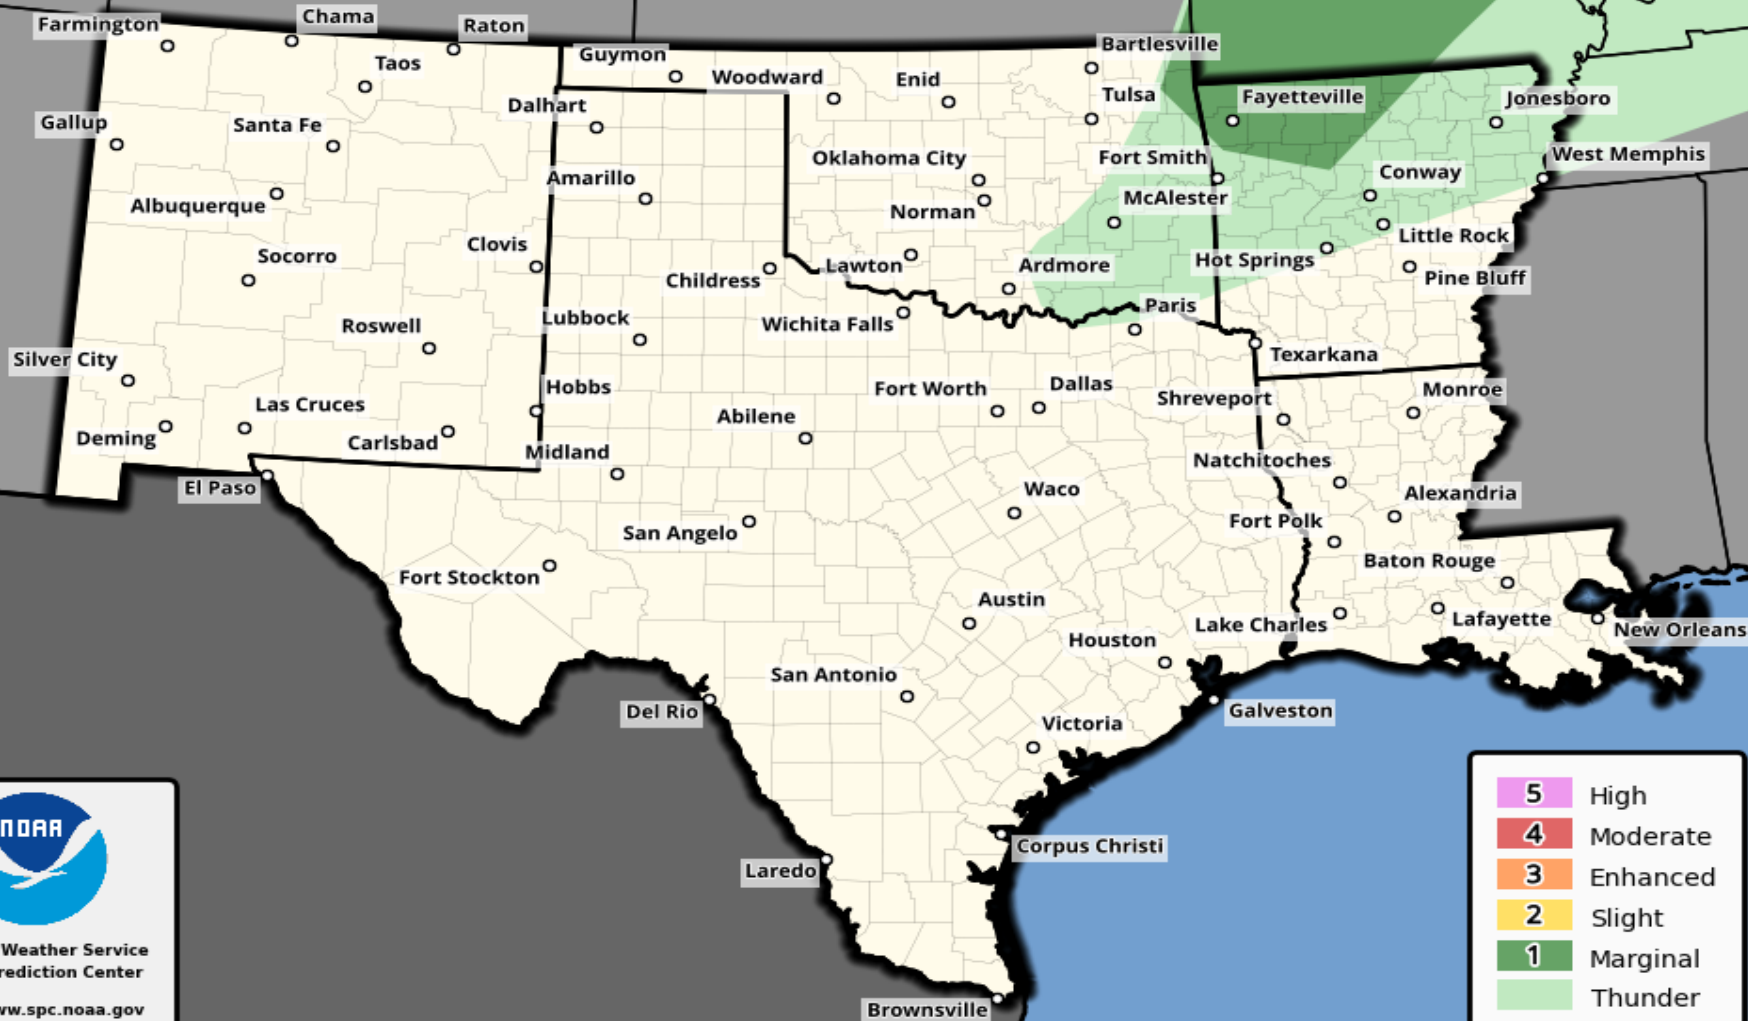 Farmington
Chama
Raton
Guymon
Bartlesville
Taos
Woodward
Enid
Tulsa
Fayetteville
Jonesboro
Dalhart
Gallup
Santa Fe
Oklahoma City
Fort Smith
West Memphis
Amarillo
Conway
Albuquerque
Norman
McAlester
Clovis
Little Rock
Socorro
Childress
Lawton
Ardmore
Hot Springs
Pine Bluff
Roswell
Lubbock
Wichita Falls
Paris
Silver City
Texarkana
Hobbs
Fort Worth
Dallas
Shreveport
Monroe
Las Cruces
Abilene
Deming
Carlsbad
Midland
Natchitoches
El Paso
Waco
Alexandria
San Angelo
Fort Polk
Fort Stockton
Baton Rouge
Austin
Lake Charles
Lafayette
New Orleans
Houston
San Antonio
Del Rio
Victoria
Galveston
Corpus Christi
Laredo
Brownsville
NOAA
Weather Service
rediction Center
w.spc.noaa.gov
5 High
4 Moderate
3 Enhanced
2 Slight
1 Marginal
Thunder